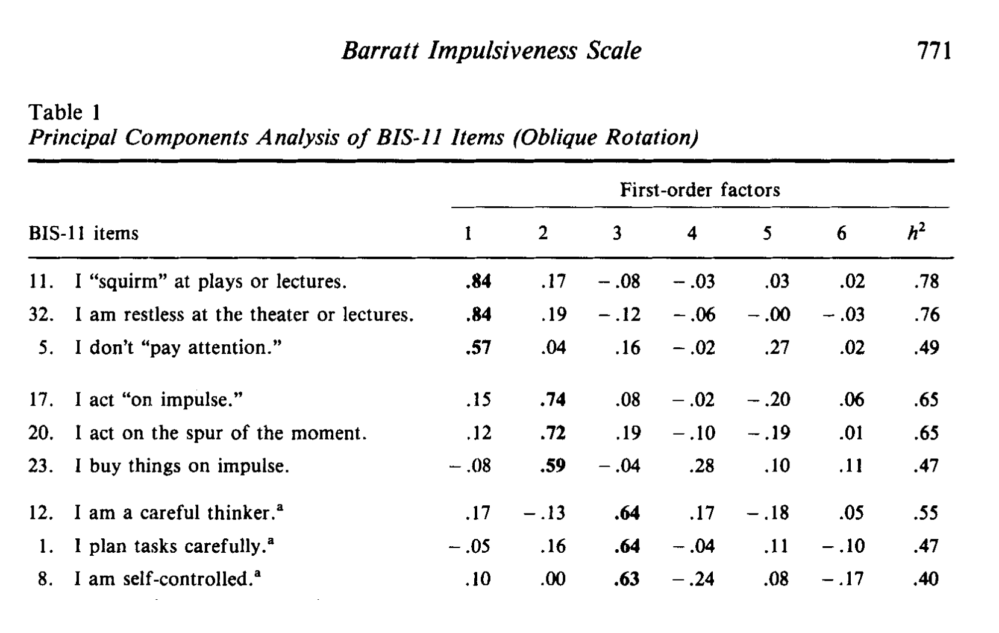 Barratt Impulsiveness Scale 771
Table 1
Principal Components Analysis of BIS-11 Items (Oblique Rotation)
First-order factors
BIS-11 items 1 2 3 4 5 6 h²
11. I “squirm” at plays or lectures. .84 .17 −.08 −.03 .03 .02 .78
32. I am restless at the theater or lectures. .84 .19 −.12 −.06 −.00 −.03 .76
5. I don't “pay attention.” .57 .04 .16 −.02 .27 .02 .49
17. I act “on impulse.” .15 .74 .08 −.02 −.20 .06 .65
20. I act on the spur of the moment. .12 .72 .19 −.10 −.19 .01 .65
23. I buy things on impulse. −.08 .59 −.04 .28 .10 .11 .47
12. I am a careful thinker.ᵃ .17 −.13 .64 .17 −.18 .05 .55
1. I plan tasks carefully.ᵃ −.05 .16 .64 −.04 .11 −.10 .47
8. I am self-controlled.ᵃ .10 .00 .63 −.24 .08 −.17 .40